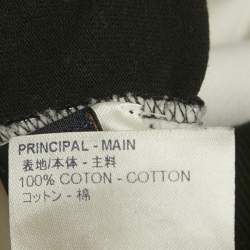 PRINCIPAL - MAIN
表地/本体 - 主料
100% COTON - COTTON
コットン - 棉